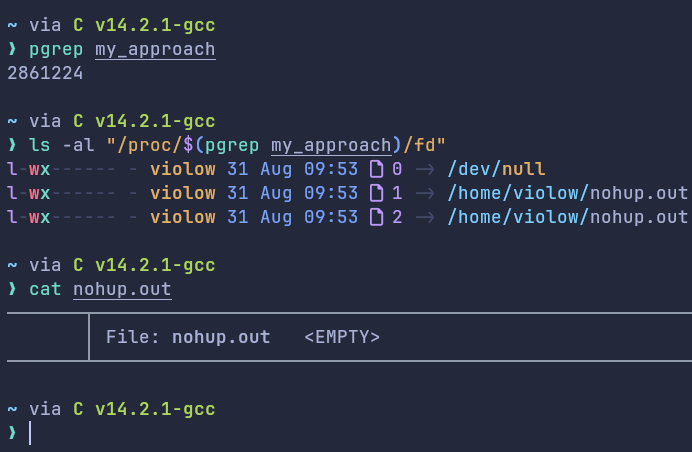 ~ via C v14.2.1-gcc
❯ pgrep my_approach
2861224
~ via C v14.2.1-gcc
❯ ls -al "/proc/$(pgrep my_approach)/fd"
l-wx------ - violow 31 Aug 09:53 0 -> /dev/null
l-wx------ - violow 31 Aug 09:53 1 -> /home/violow/nohup.out
l-wx------ - violow 31 Aug 09:53 2 -> /home/violow/nohup.out
~ via C v14.2.1-gcc
❯ cat nohup.out
File: nohup.out <EMPTY>
~ via C v14.2.1-gcc
❯